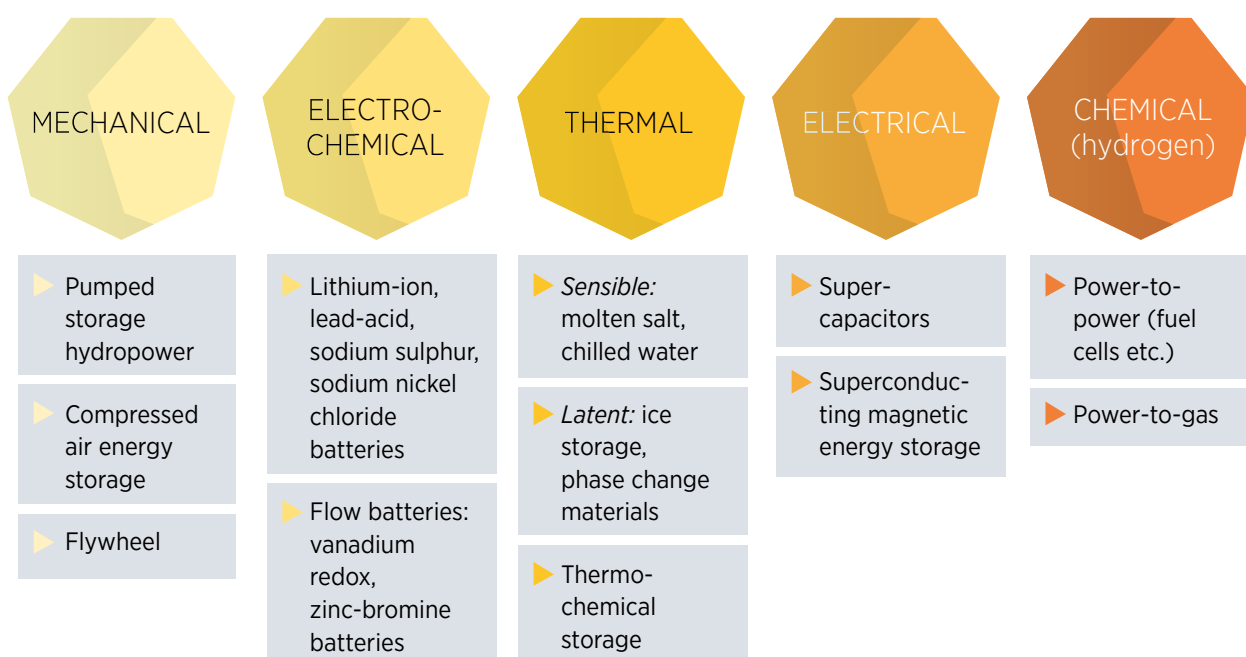 MECHANICAL
Pumped
storage
hydropower
Compressed
air energy
storage
Flywheel
ELECTRO-
CHEMICAL
Lithium-ion,
lead-acid,
sodium sulphur,
sodium nickel
chloride
batteries
Flow batteries:
vanadium
redox,
zinc-bromine
batteries
THERMAL
Sensible:
molten salt,
chilled water
Latent: ice
storage,
phase change
materials
Thermo-
chemical
storage
ELECTRICAL
Super-
capacitors
Superconduc-
ting magnetic
energy storage
CHEMICAL
(hydrogen)
Power-to-
power (fuel
cells etc.)
Power-to-gas